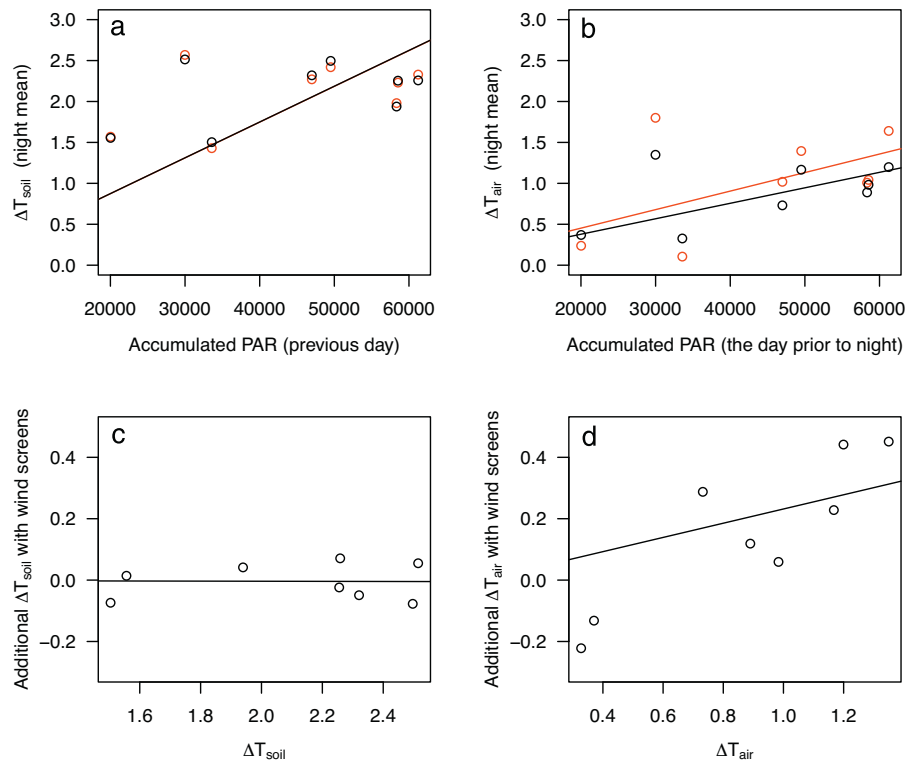 a
3.0
2.5
2.0
1.5
1.0
0.5
0.0
ΔTsoil (night mean)
20000 30000 40000 50000 60000
Accumulated PAR (previous day)
b
3.0
2.5
2.0
1.5
1.0
0.5
0.0
ΔTair (night mean)
20000 30000 40000 50000 60000
Accumulated PAR (the day prior to night)
c
0.4
0.2
0.0
−0.2
Additional ΔTsoil with wind screens
1.6 1.8 2.0 2.2 2.4
ΔTsoil
d
0.4
0.2
0.0
−0.2
Additional ΔTair with wind screens
0.4 0.6 0.8 1.0 1.2
ΔTair